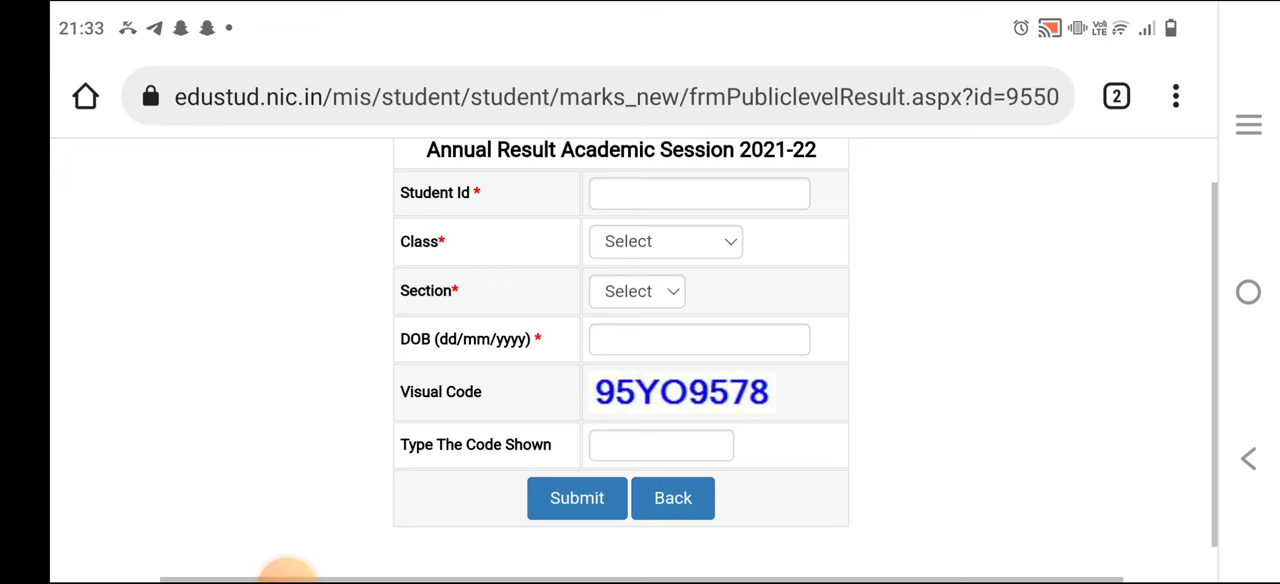 21:33
Vo) LTE
edustud.nic.in/mis/student/student/marks_new/frmPubliclevelResult.aspx?id=9550
2
Annual Result Academic Session 2021-22
Student Id *
Class* Select
Section* Select
DOB (dd/mm/yyyy) *
Visual Code 95YO9578
Type The Code Shown
Submit Back